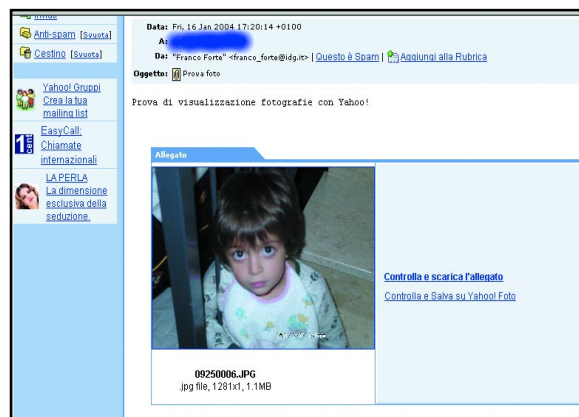 Invita
Anti-spam [Svuota]
Cestino [Svuota]
Yahoo! Gruppi
Crea la tua
mailing list
1 cent
EasyCall:
Chiamate
internazionali
LA PERLA
La dimensione
esclusiva della
seduzione.
Data: Fri, 16 Jan 2004 17:20:14 +0100
A:
Da: "Franco Forte" <franco_forte@idg.it> | Questo è Spam | Aggiungi alla Rubrica
Oggetto: Prova foto
Prova di visualizzazione fotografie con Yahoo!
Allegato
09250006.JPG
.jpg file, 1281x1, 1.1MB
Controlla e scarica l'allegato
Controlla e Salva su Yahoo! Foto